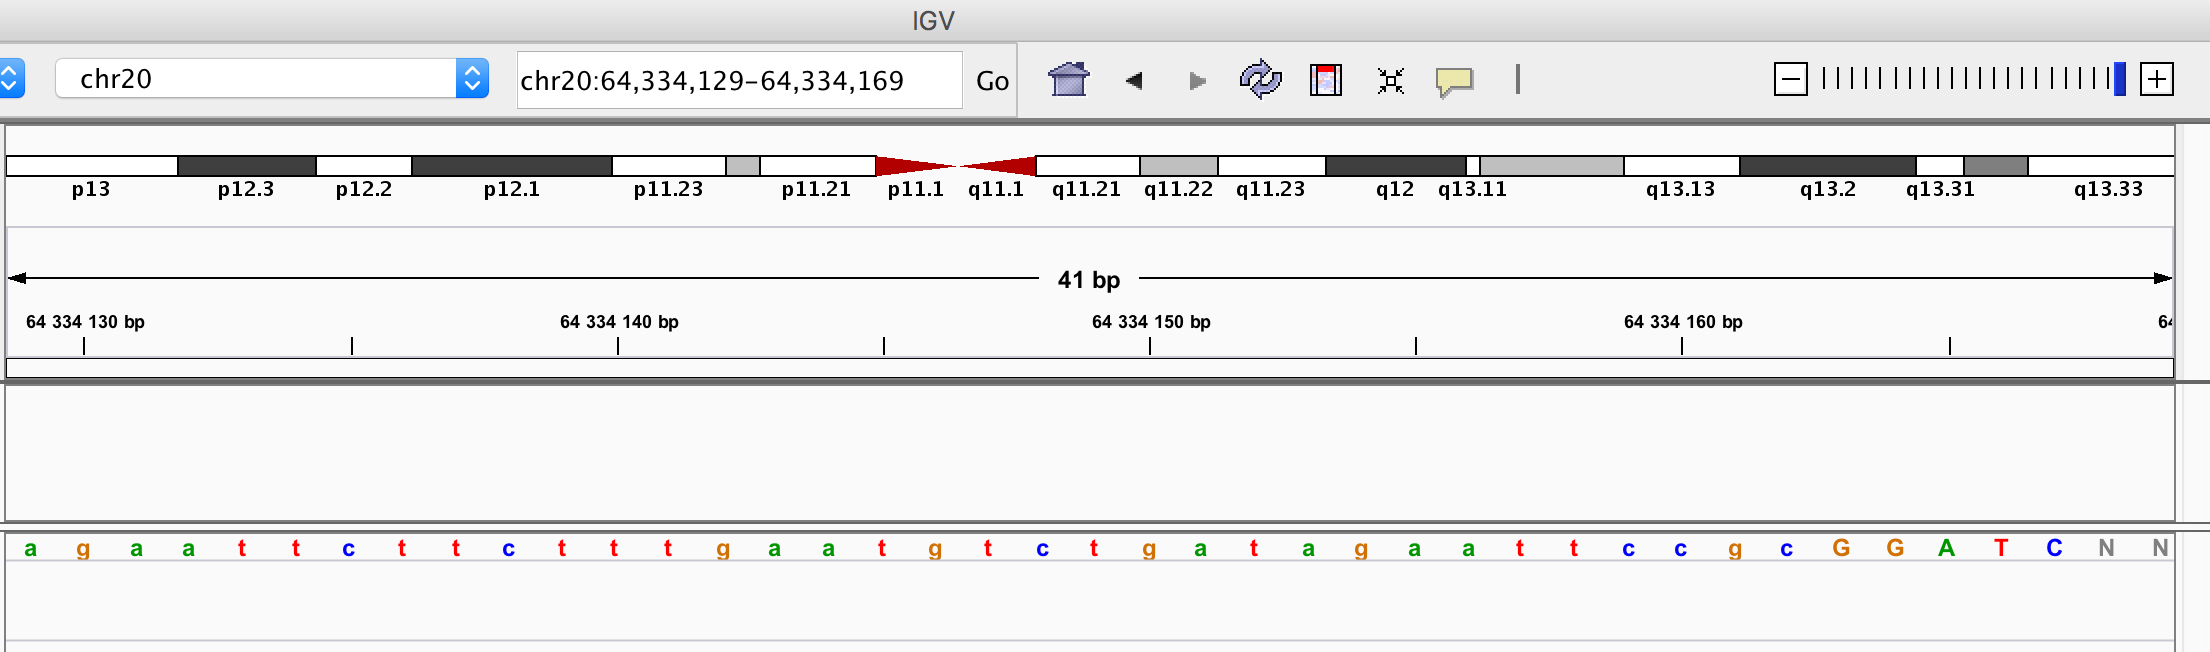 IGV
chr20 chr20:64,334,129-64,334,169 Go
p13 p12.3 p12.2 p12.1 p11.23 p11.21 p11.1 q11.1 q11.21 q11.22 q11.23 q12 q13.11 q13.13 q13.2 q13.31 q13.33
41 bp
64 334 130 bp 64 334 140 bp 64 334 150 bp 64 334 160 bp 64
a g a a t t c t t c t t t g a a t g t c t g a t a g a a t t c c g c G G A T C N N